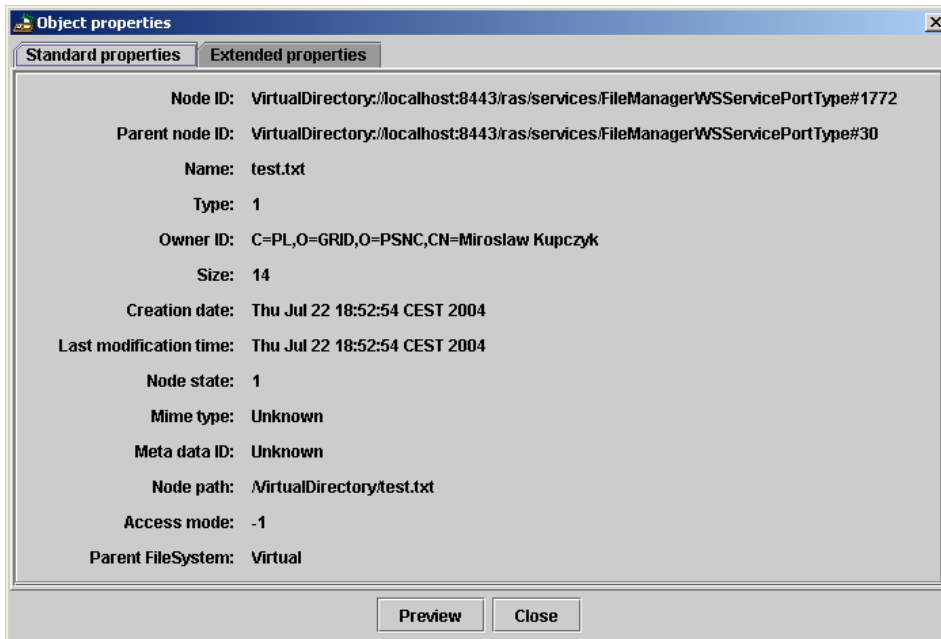 Object properties
Standard properties Extended properties
Node ID: VirtualDirectory://localhost:8443/ras/services/FileManagerWSServicePortType#1772
Parent node ID: VirtualDirectory://localhost:8443/ras/services/FileManagerWSServicePortType#30
Name: test.txt
Type: 1
Owner ID: C=PL,O=GRID,O=PSNC,CN=Miroslaw Kupczyk
Size: 14
Creation date: Thu Jul 22 18:52:54 CEST 2004
Last modification time: Thu Jul 22 18:52:54 CEST 2004
Node state: 1
Mime type: Unknown
Meta data ID: Unknown
Node path: /VirtualDirectory/test.txt
Access mode: -1
Parent FileSystem: Virtual
Preview Close